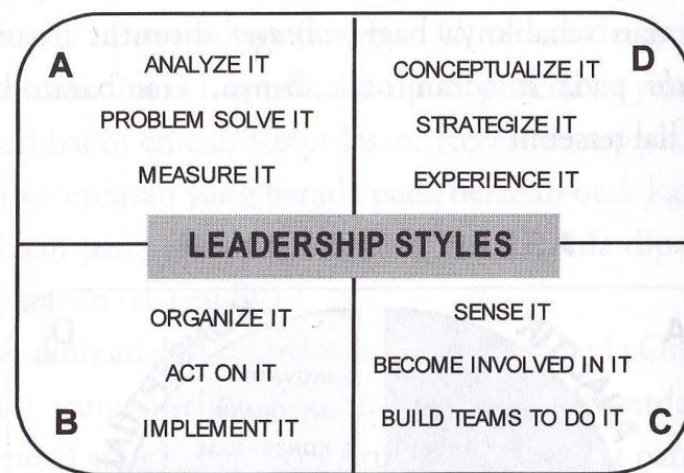 A
ANALYZE IT
PROBLEM SOLVE IT
MEASURE IT
D
CONCEPTUALIZE IT
STRATEGIZE IT
EXPERIENCE IT
LEADERSHIP STYLES
ORGANIZE IT
ACT ON IT
IMPLEMENT IT
B
SENSE IT
BECOME INVOLVED IN IT
BUILD TEAMS TO DO IT
C